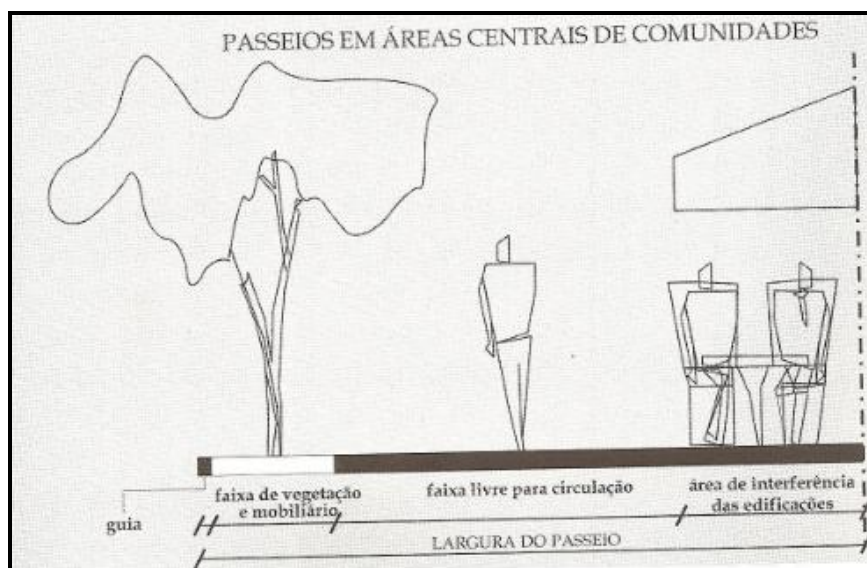 PASSEIOS EM ÁREAS CENTRAIS DE COMUNIDADES
guia
faixa de vegetação
e mobiliário
faixa livre para circulação
área de interferência
das edificações
LARGURA DO PASSEIO